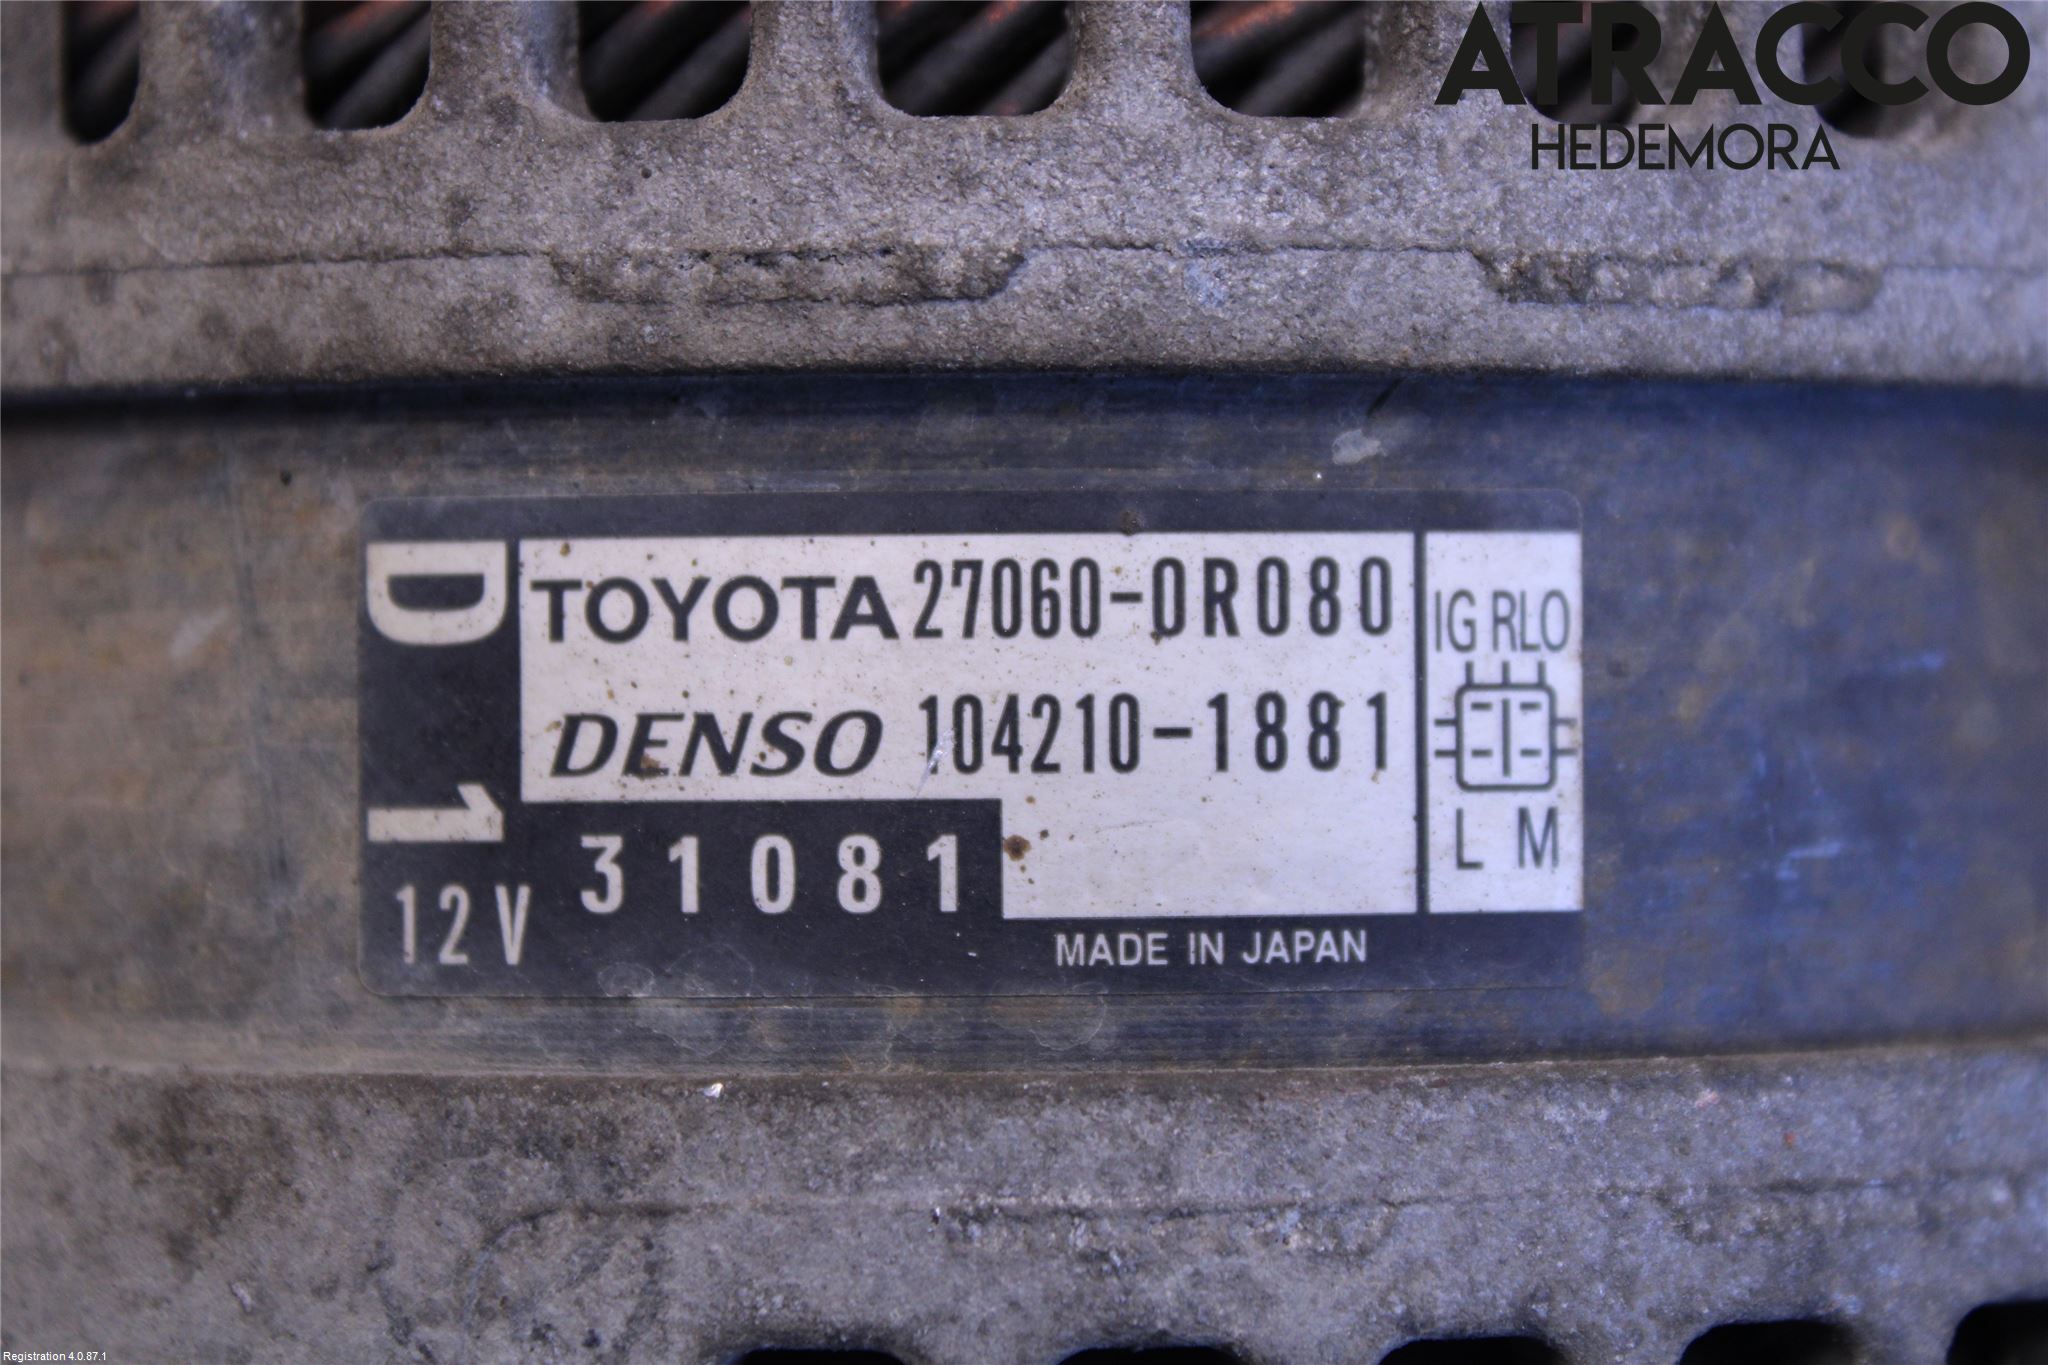 ATRACCO
HEDEMORA
D 1
TOYOTA 27060-0R080
DENSO 104210-1881
31081
12V
MADE IN JAPAN
IG RLO
L M
Registration 4.0.87.1